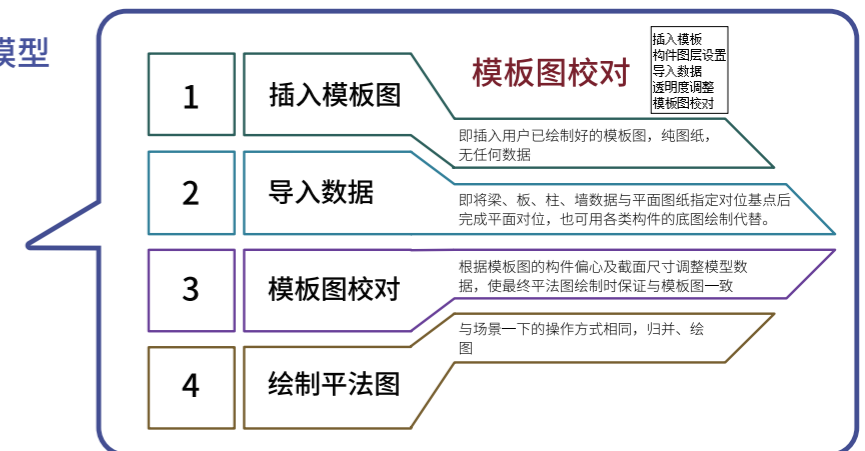 模型
模板图校对
插入模板
构件图层设置
导入数据
透明度调整
模板图校对
1
插入模板图
即插入用户已绘制好的模板图，纯图纸，
无任何数据
2
导入数据
即将梁、板、柱、墙数据与平面图纸指定对位基点后
完成平面对位，也可用各类构件的底图绘制代替。
3
模板图校对
根据模板图的构件偏心及截面尺寸调整模型数
据，使最终平法图绘制时保证与模板图一致
4
绘制平法图
与场景一下的操作方式相同，归并、绘
图